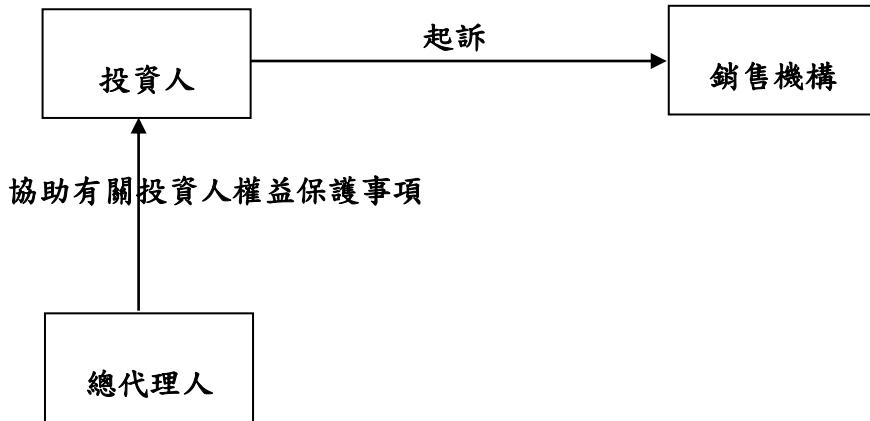 起訴
投資人
銷售機構
協助有關投資人權益保護事項
總代理人